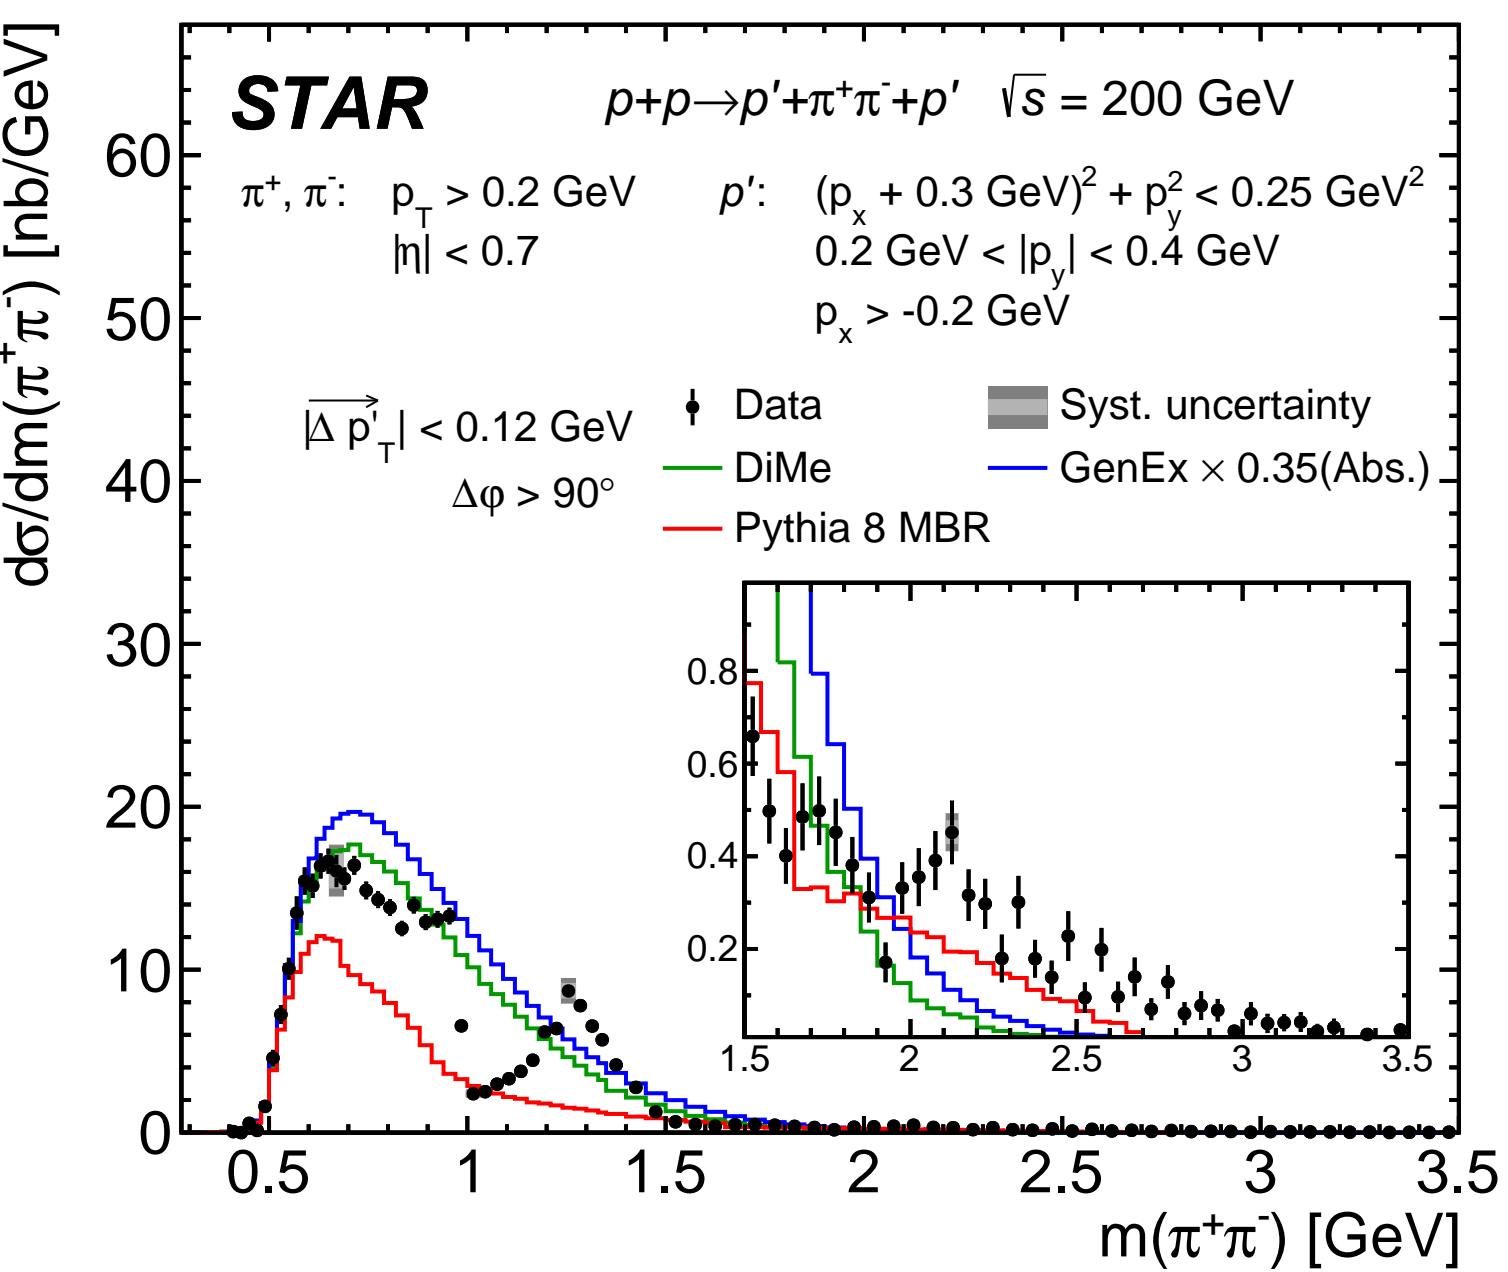 dσ/dm(π⁺π⁻) [nb/GeV]
STAR
p+p→p′+π⁺π⁻+p′ √s = 200 GeV
π⁺, π⁻: p_T > 0.2 GeV
|η| < 0.7
p′: (p_x + 0.3 GeV)² + p_y² < 0.25 GeV²
0.2 GeV < |p_y| < 0.4 GeV
p_x > -0.2 GeV
|Δ p⃗'_T| < 0.12 GeV
Δφ > 90°
Data
Syst. uncertainty
DiMe
GenEx × 0.35(Abs.)
Pythia 8 MBR
60
50
40
30
20
10
0
0.8
0.6
0.4
0.2
1.5 2 2.5 3 3.5
0.5 1 1.5 2 2.5 3 3.5
m(π⁺π⁻) [GeV]